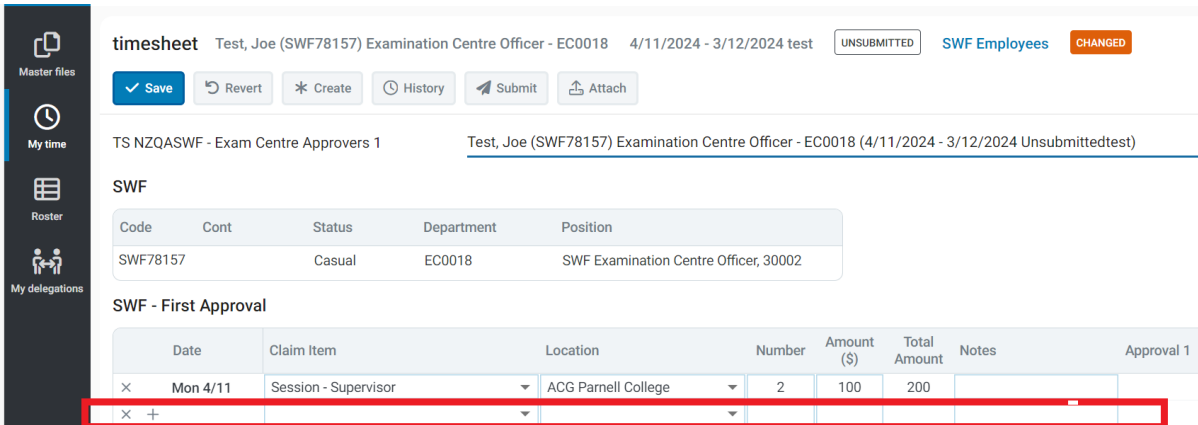 Master files
My time
Roster
My delegations
timesheet Test, Joe (SWF78157) Examination Centre Officer - EC0018 4/11/2024 - 3/12/2024 test UNSUBMITTED SWF Employees CHANGED
Save Revert Create History Submit Attach
TS NZQASWF - Exam Centre Approvers 1 Test, Joe (SWF78157) Examination Centre Officer - EC0018 (4/11/2024 - 3/12/2024 Unsubmittedtest)
SWF
Code Cont Status Department Position
SWF78157 Casual EC0018 SWF Examination Centre Officer, 30002
SWF - First Approval
Date Claim Item Location Number Amount ($) Total Amount Notes Approval 1
× Mon 4/11 Session - Supervisor ACG Parnell College 2 100 200
× +